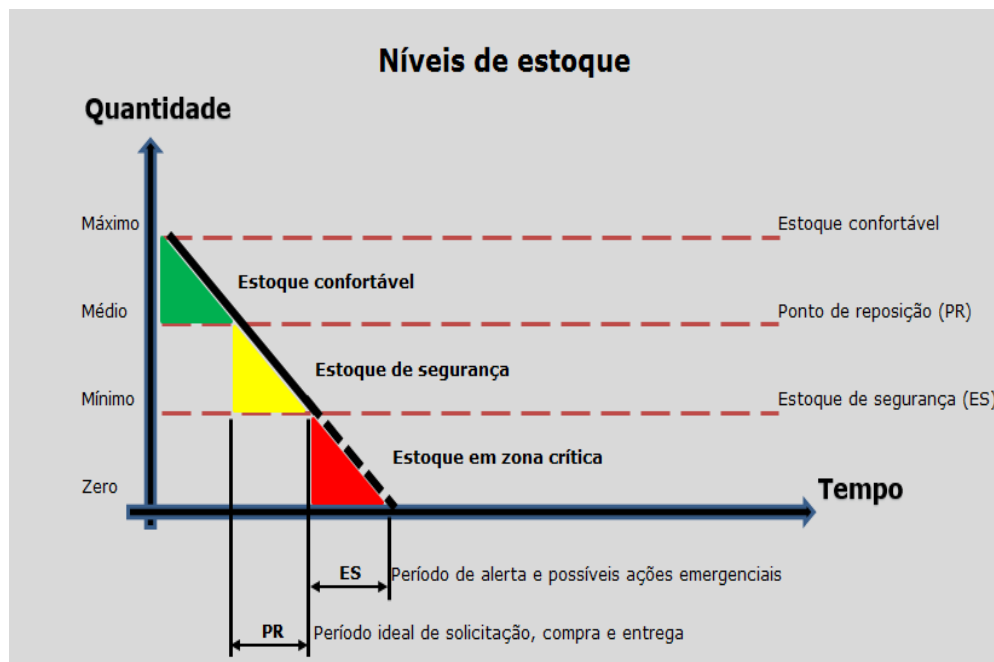 Níveis de estoque
Quantidade
Máximo
Estoque confortável
Estoque confortável
Médio
Ponto de reposição (PR)
Estoque de segurança
Mínimo
Estoque de segurança (ES)
Estoque em zona crítica
Zero
Tempo
ES Período de alerta e possíveis ações emergenciais
PR Período ideal de solicitação, compra e entrega